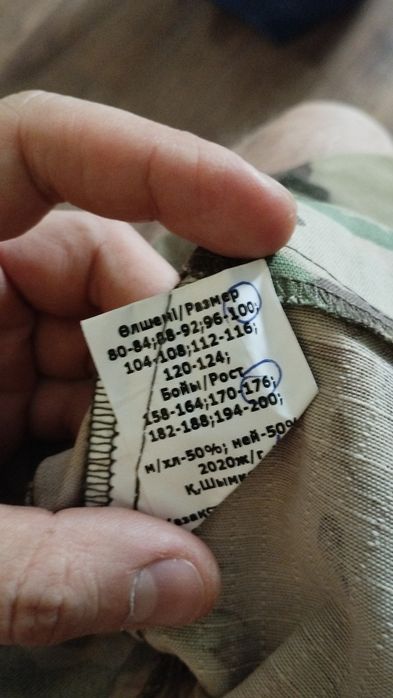 Өлшемі/Размер
80-84;88-92;96-100;
104-108;112-116;
120-124;
Бойы/Рост
158-164;170-176;
182-188;194-200;
м/хл-50%; ней-50%
2020ж/г